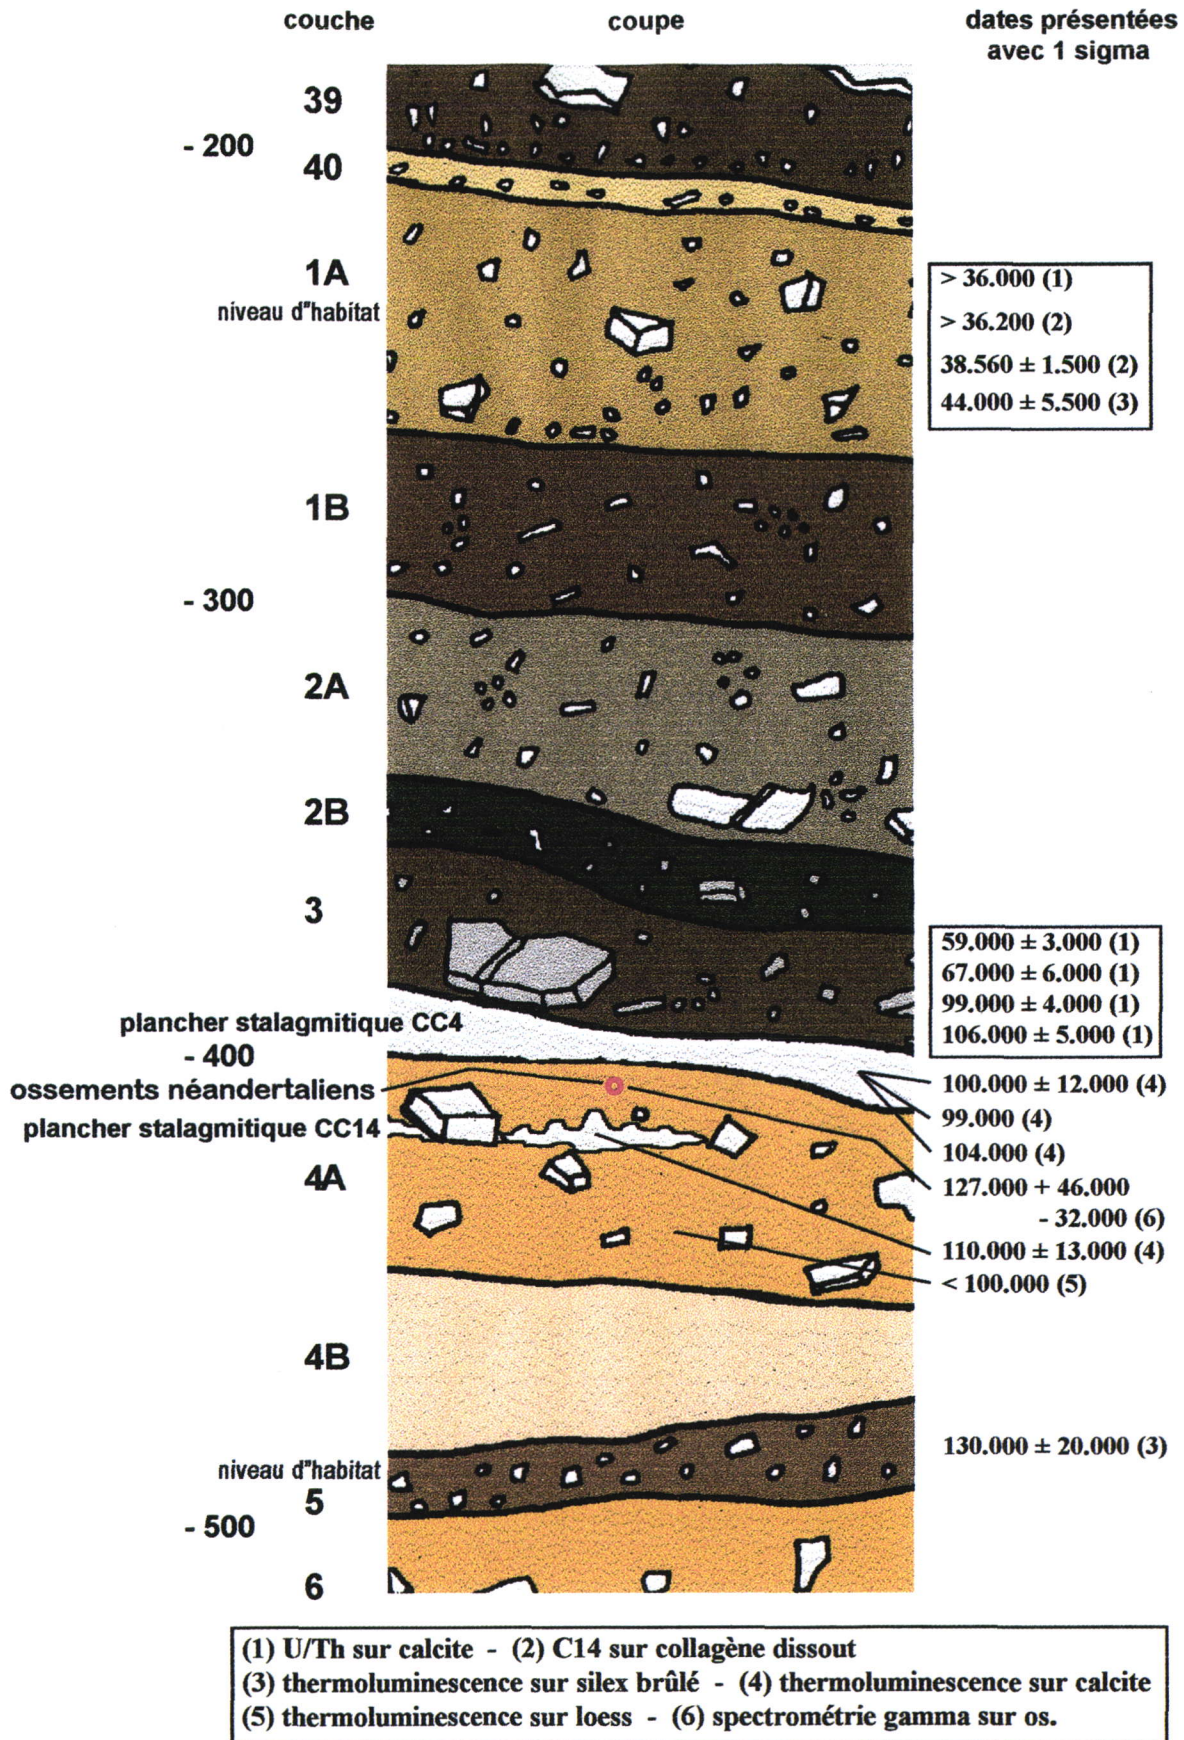 couche
coupe
dates présentées
avec 1 sigma
39
- 200
40
1A
niveau d"habitat
> 36.000 (1)
> 36.200 (2)
38.560 ± 1.500 (2)
44.000 ± 5.500 (3)
1B
- 300
2A
2B
3
59.000 ± 3.000 (1)
67.000 ± 6.000 (1)
99.000 ± 4.000 (1)
106.000 ± 5.000 (1)
plancher stalagmitique CC4
- 400
ossements néandertaliens
plancher stalagmitique CC14
100.000 ± 12.000 (4)
99.000 (4)
104.000 (4)
127.000 + 46.000
- 32.000 (6)
110.000 ± 13.000 (4)
< 100.000 (5)
4A
4B
130.000 ± 20.000 (3)
niveau d"habitat
5
- 500
6
(1) U/Th sur calcite - (2) C14 sur collagène dissout
(3) thermoluminescence sur silex brûlé - (4) thermoluminescence sur calcite
(5) thermoluminescence sur loess - (6) spectrométrie gamma sur os.